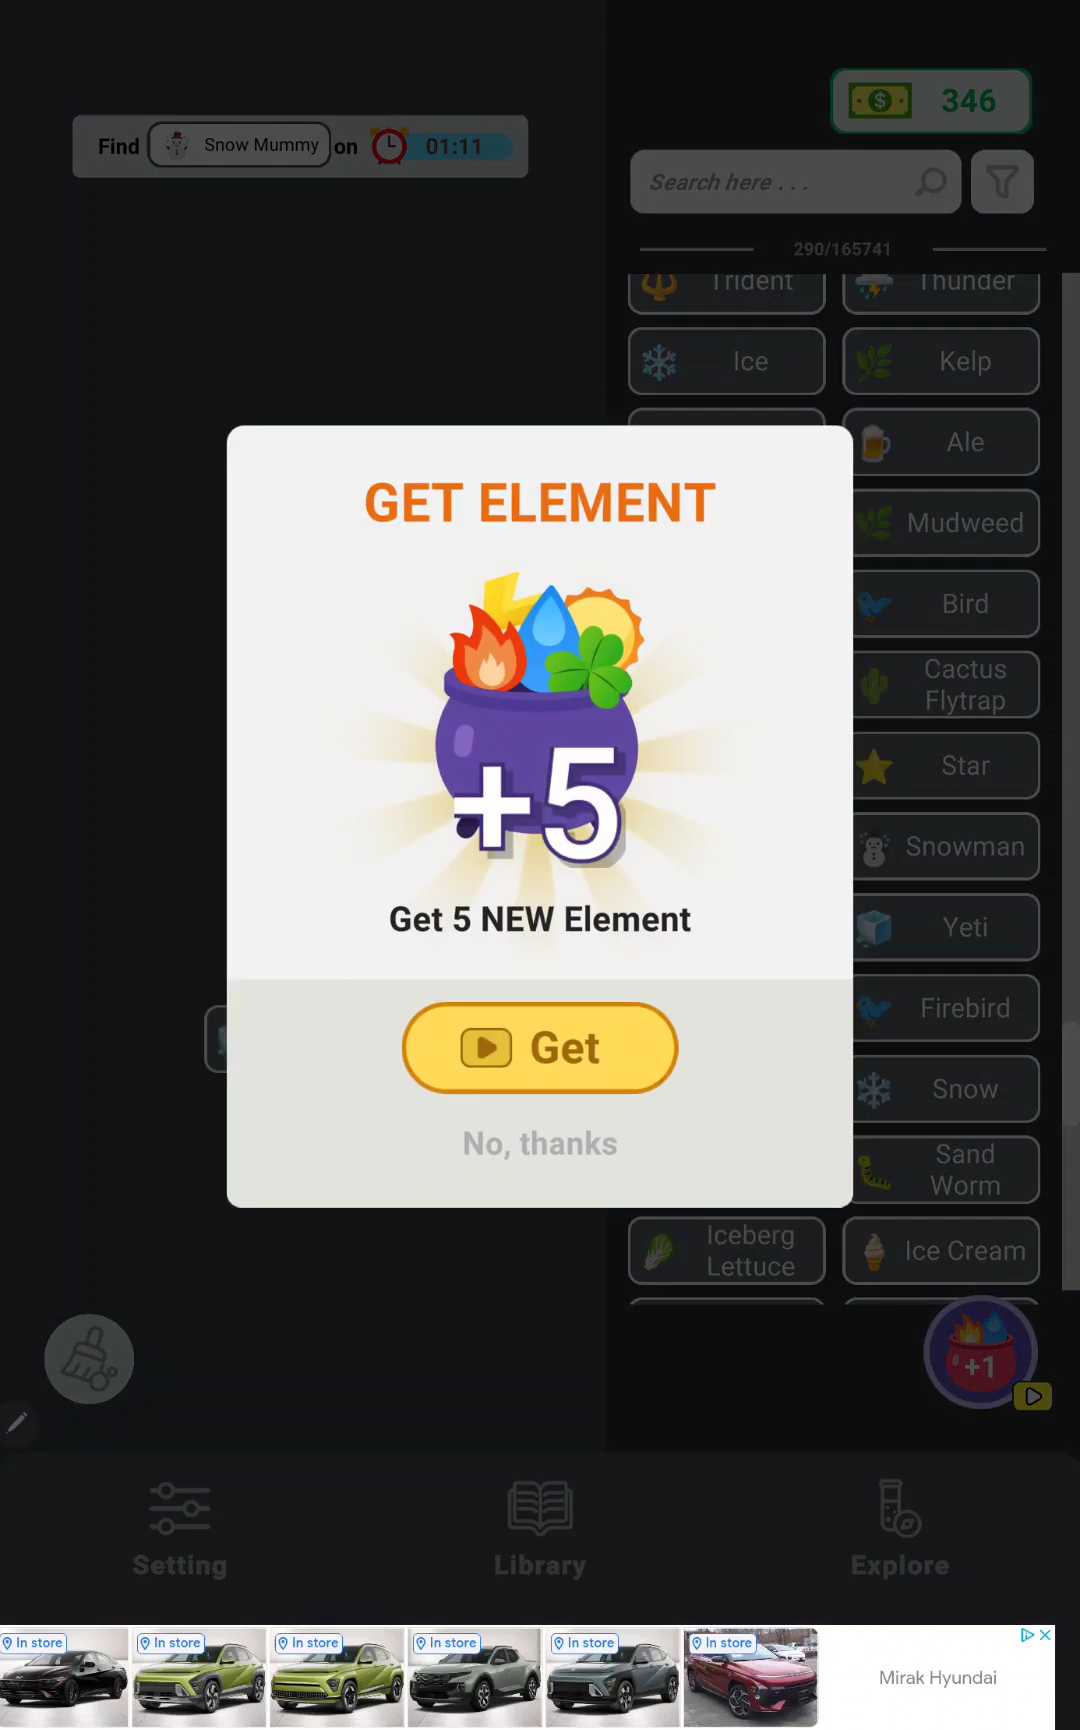 346
Find Snow Mummy on 01:11
Search here . . .
290/165741
Trident Thunder
Ice Kelp
Ale
GET ELEMENT
Mudweed
Bird
Cactus
Flytrap
Star
+5
Snowman
Get 5 NEW Element
Yeti
Firebird
Get
Snow
No, thanks
Sand
Worm
Iceberg
Lettuce
Ice Cream
+1
Setting Library Explore
In store In store In store In store In store In store
Mirak Hyundai